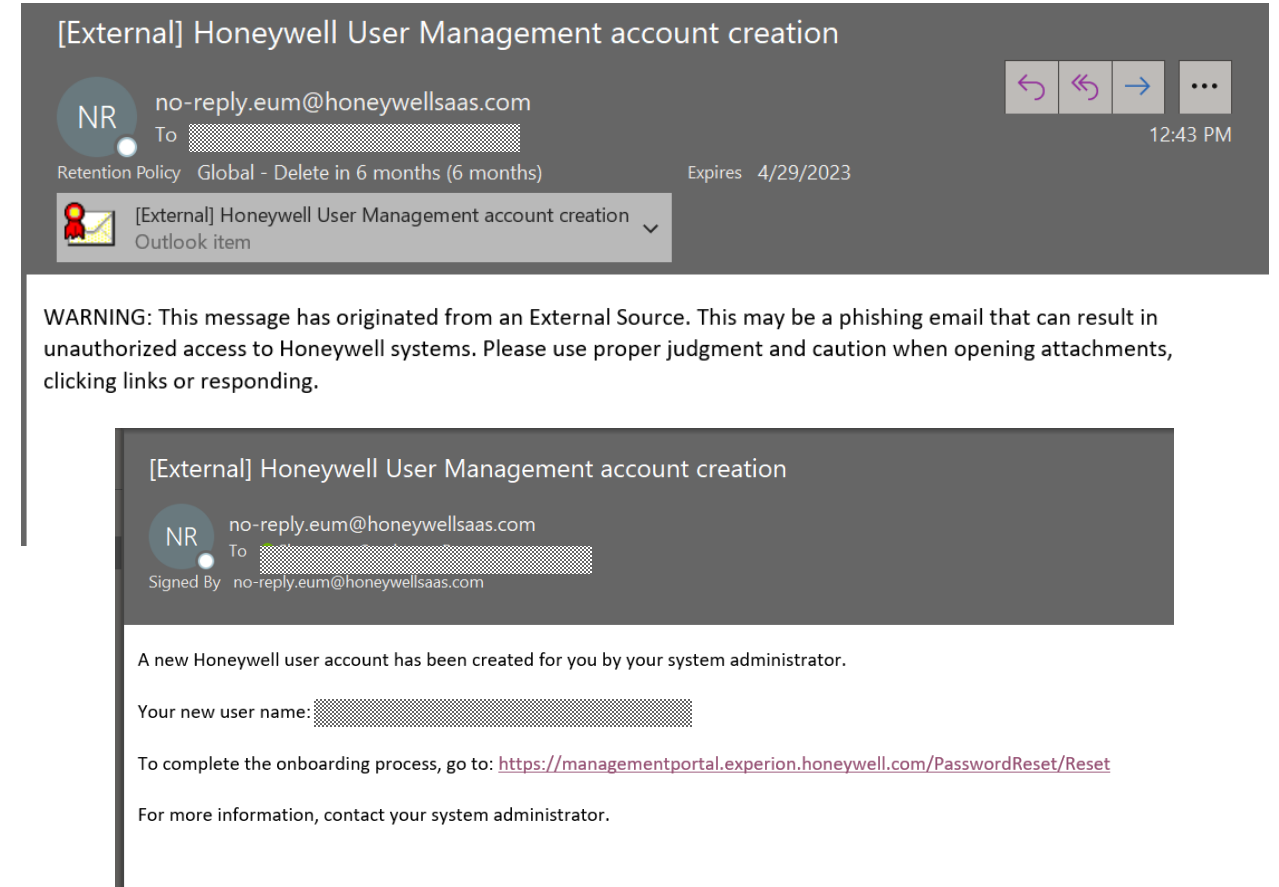 [External] Honeywell User Management account creation
NR
no-reply.eum@honeywellsaas.com
To
12:43 PM
Retention Policy Global - Delete in 6 months (6 months) Expires 4/29/2023
[External] Honeywell User Management account creation
Outlook item
WARNING: This message has originated from an External Source. This may be a phishing email that can result in
unauthorized access to Honeywell systems. Please use proper judgment and caution when opening attachments,
clicking links or responding.
[External] Honeywell User Management account creation
NR
no-reply.eum@honeywellsaas.com
To
Signed By no-reply.eum@honeywellsaas.com
A new Honeywell user account has been created for you by your system administrator.
Your new user name:
To complete the onboarding process, go to: https://managementportal.experion.honeywell.com/PasswordReset/Reset
For more information, contact your system administrator.